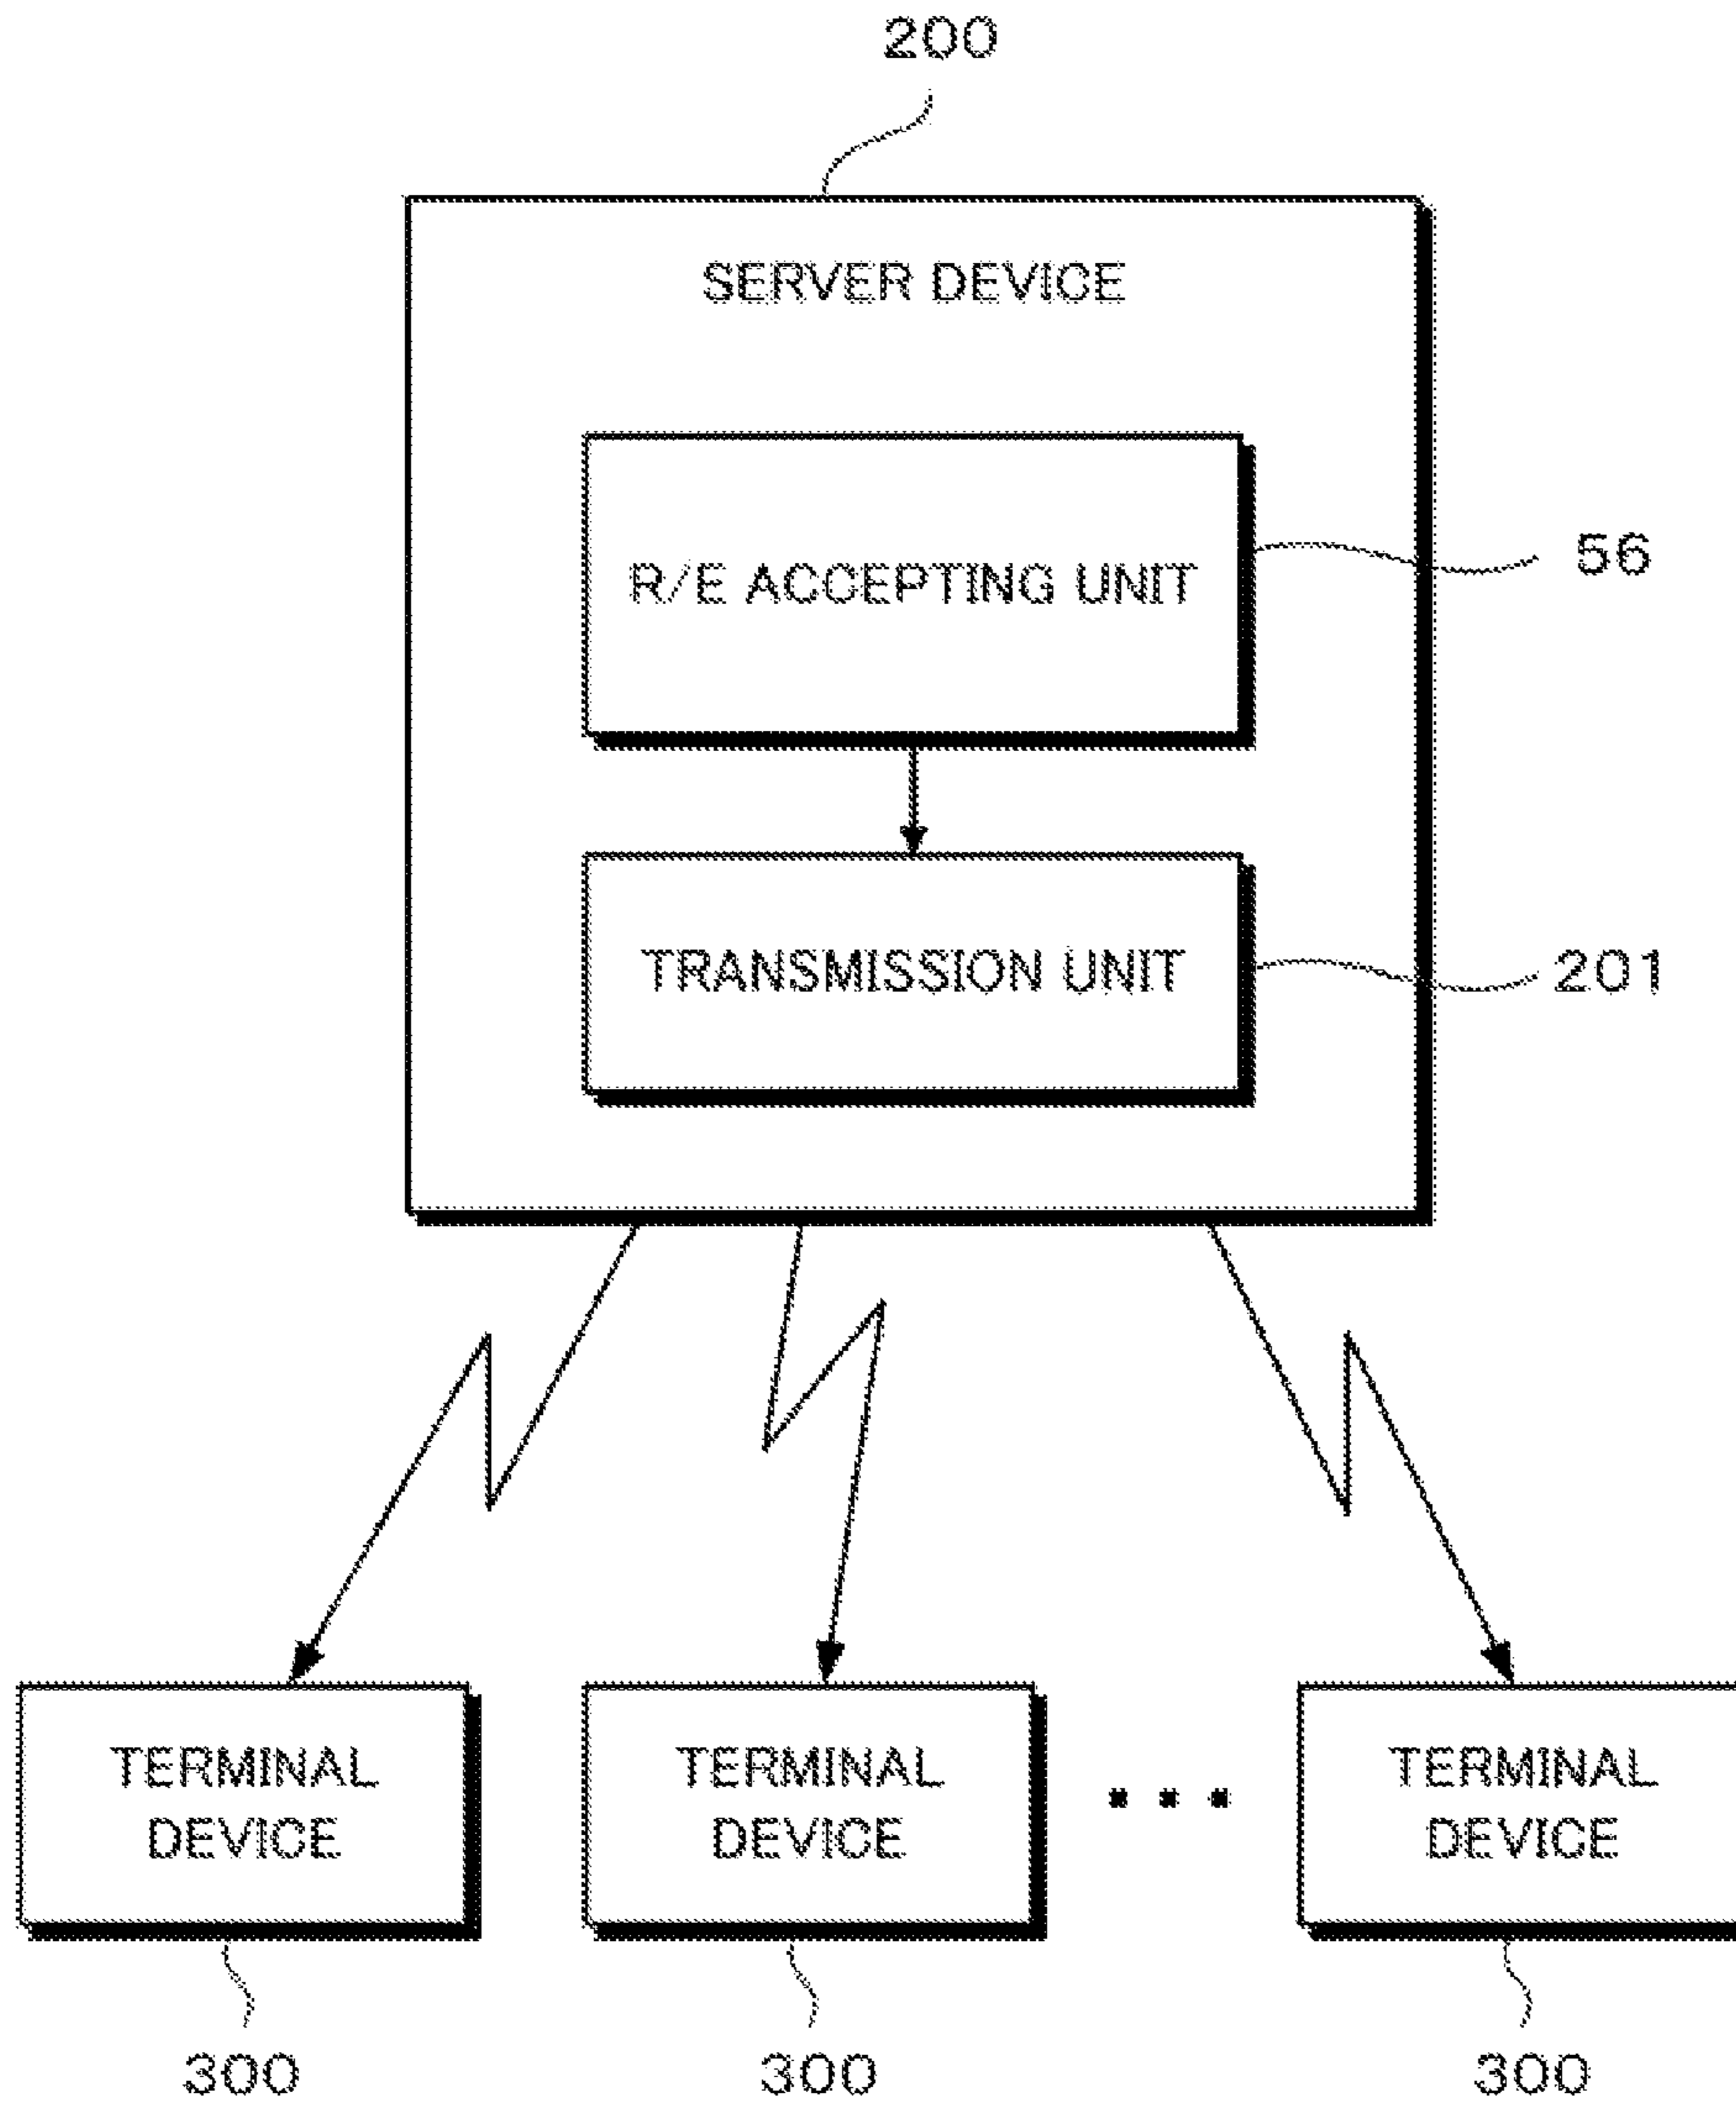 200
SERVER DEVICE
R/E ACCEPTING UNIT
56
TRANSMISSION UNIT
201
TERMINAL
DEVICE
TERMINAL
DEVICE
TERMINAL
DEVICE
300
300
300